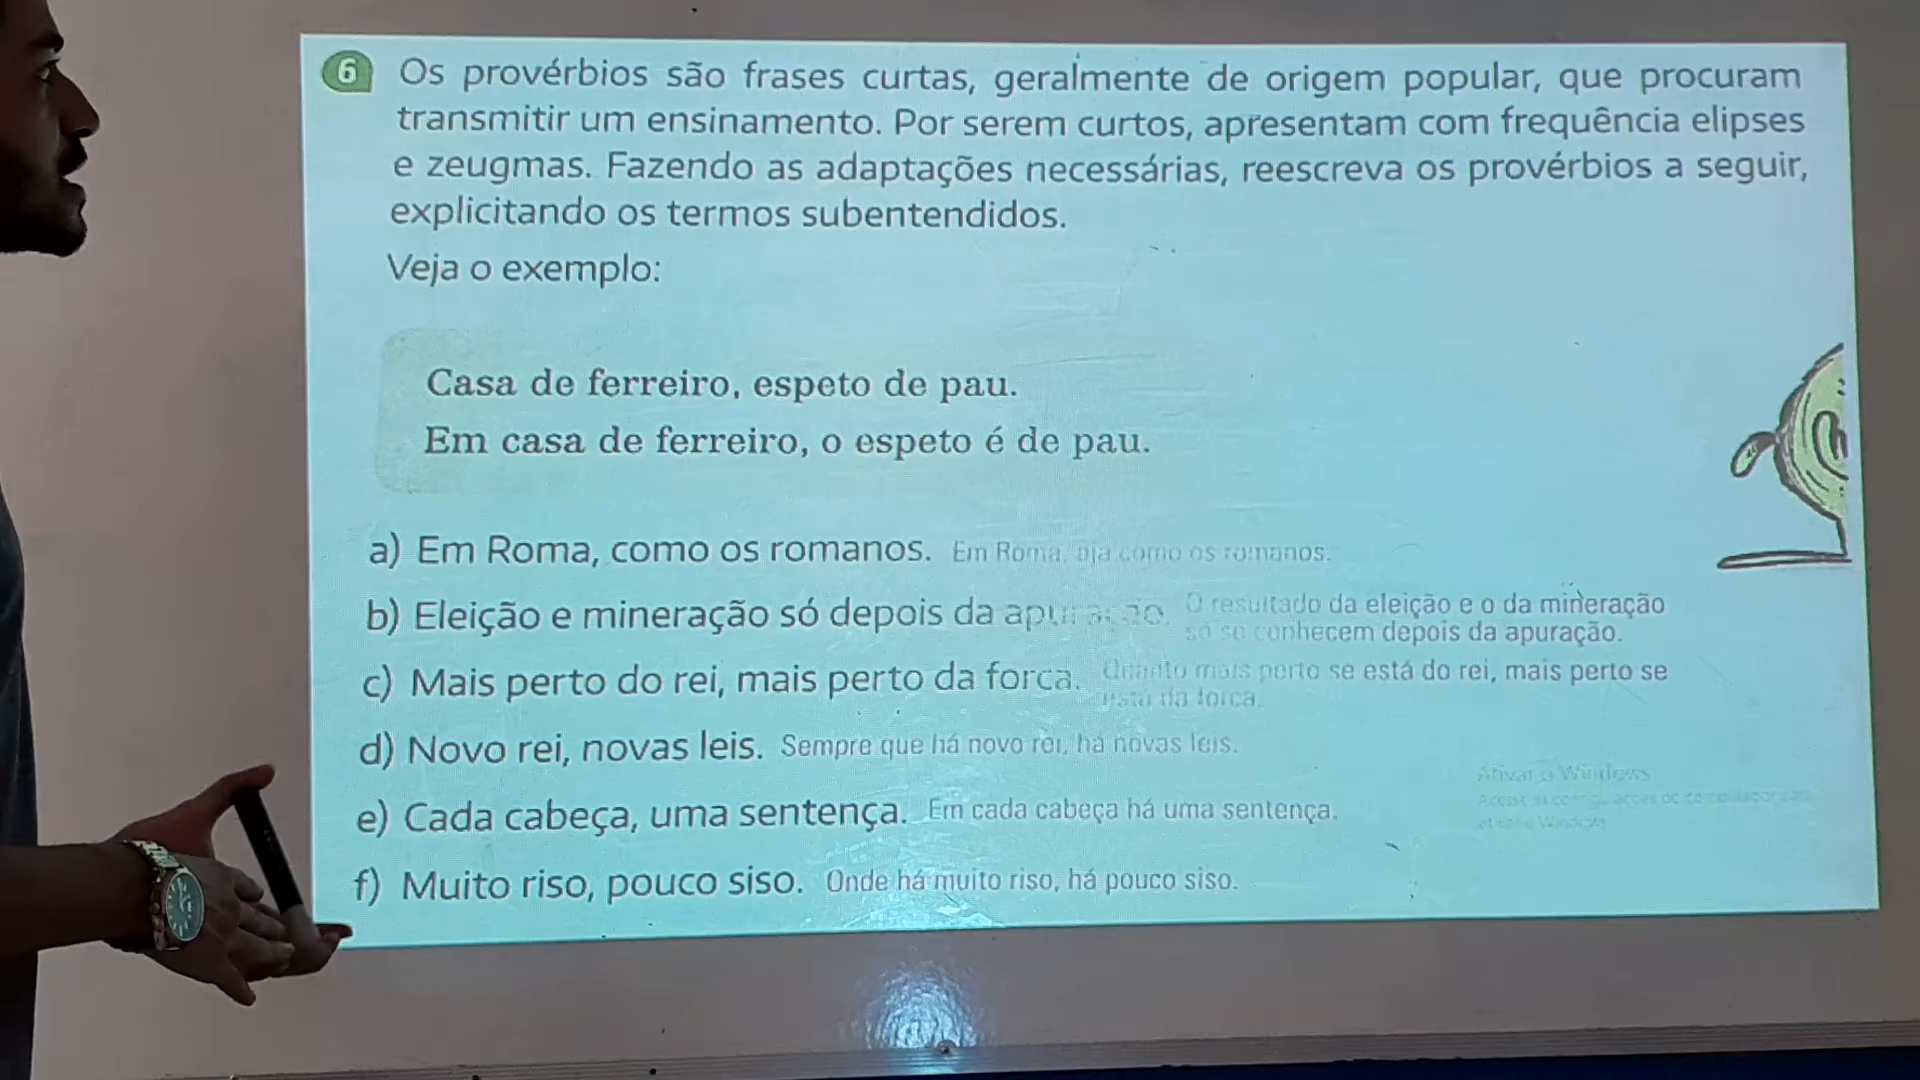 6 Os provérbios são frases curtas, geralmente de origem popular, que procuram
transmitir um ensinamento. Por serem curtos, apresentam com frequência elipses
e zeugmas. Fazendo as adaptações necessárias, reescreva os provérbios a seguir,
explicitando os termos subentendidos.
Veja o exemplo:
Casa de ferreiro, espeto de pau.
Em casa de ferreiro, o espeto é de pau.
a) Em Roma, como os romanos. Em Roma, aja como os romanos.
b) Eleição e mineração só depois da apuração. O resultado da eleição e o da mineração
só se conhecem depois da apuração.
c) Mais perto do rei, mais perto da forca. Quanto mais perto se está do rei, mais perto se
está da forca.
d) Novo rei, novas leis. Sempre que há novo rei, há novas leis.
e) Cada cabeça, uma sentença. Em cada cabeça há uma sentença.
f) Muito riso, pouco siso. Onde há muito riso, há pouco siso.
Ativar o Windows